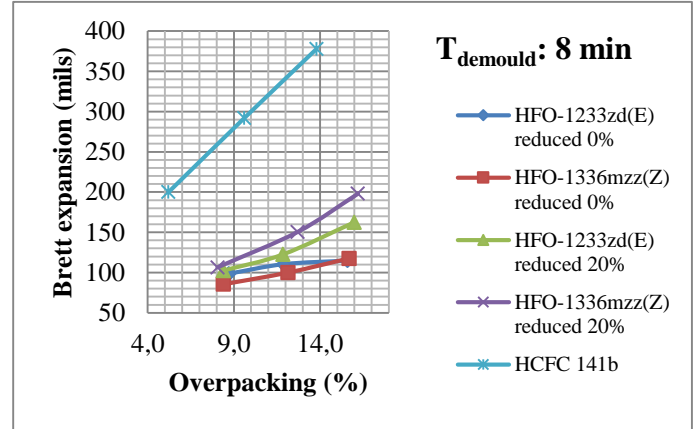 T_demould: 8 min
Brett expansion (mils)
400
350
300
250
200
150
100
50
4,0
9,0
14,0
Overpacking (%)
HFO-1233zd(E)
reduced 0%
HFO-1336mzz(Z)
reduced 0%
HFO-1233zd(E)
reduced 20%
HFO-1336mzz(Z)
reduced 20%
HCFC 141b